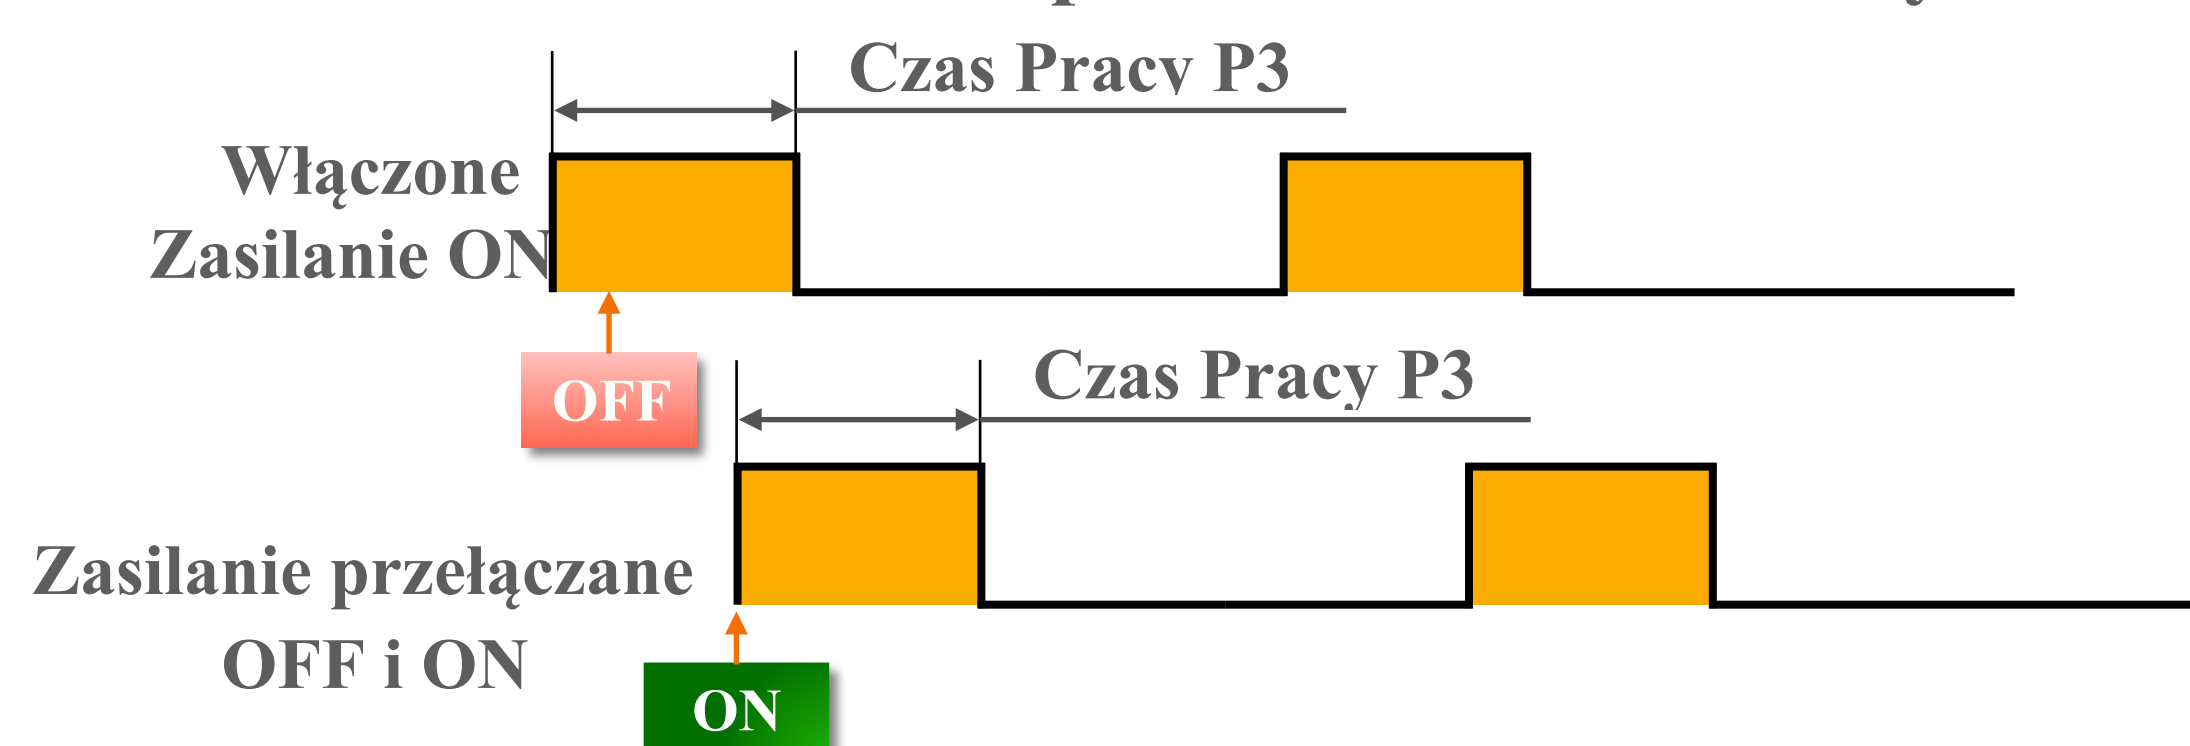 Czas Pracy P3
Włączone
Zasilanie ON
OFF
Czas Pracy P3
Zasilanie przełączane
OFF i ON
ON